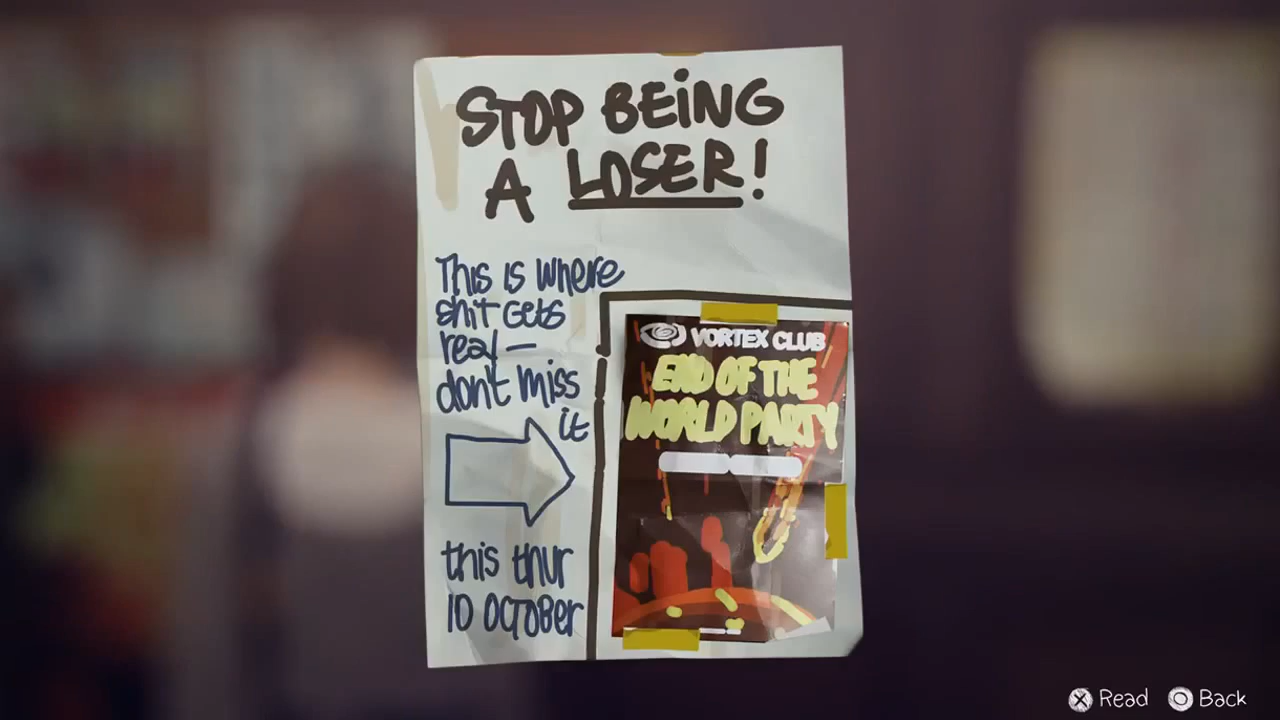 STOP BEING
A LOSER!
This is where
shit gets
real —
don't miss
it
this thur
10 OCTOBER
VORTEX CLUB
END OF THE
WORLD PARTY
Read
Back